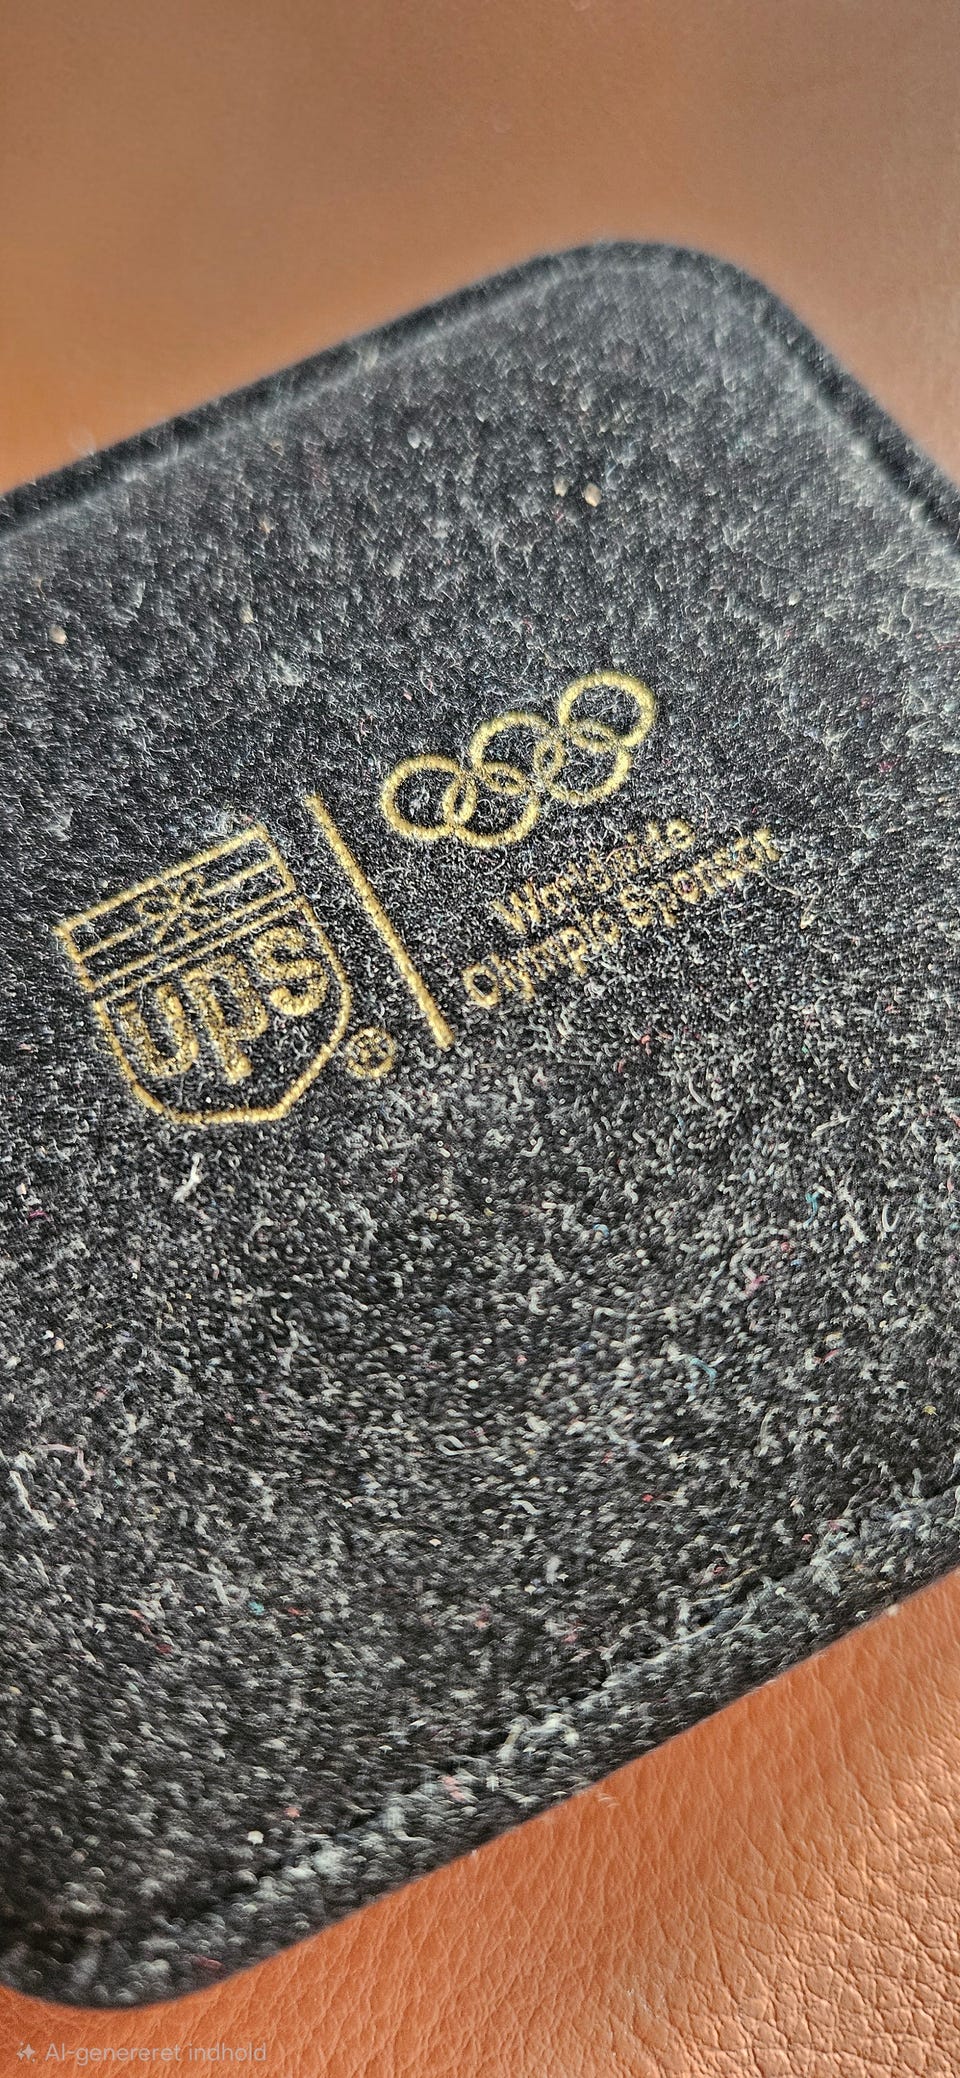 ups
®
Worldwide
Olympic Sponsor
AI-genereret indhold